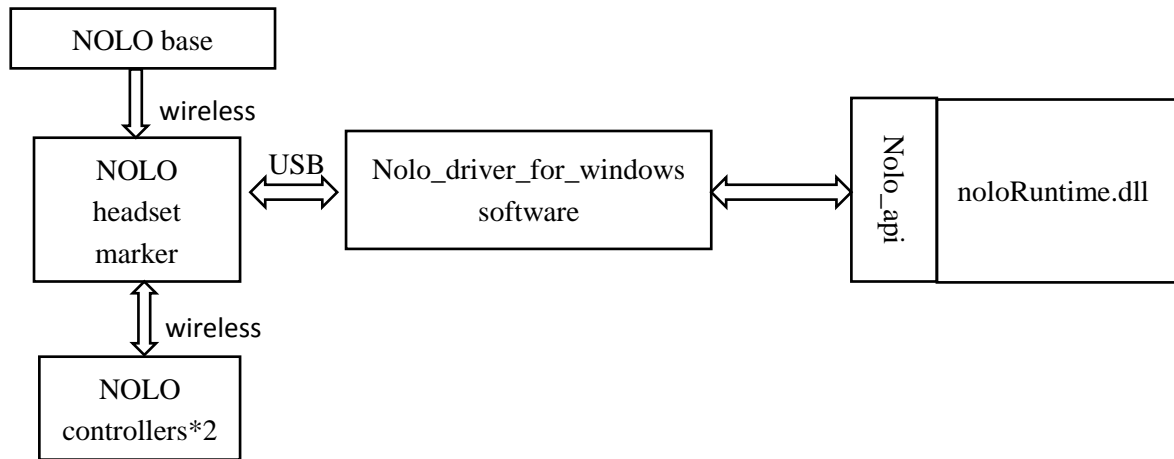 NOLO base
wireless
NOLO
headset
marker
USB
Nolo_driver_for_windows
software
Nolo_api
noloRuntime.dll
wireless
NOLO
controllers*2